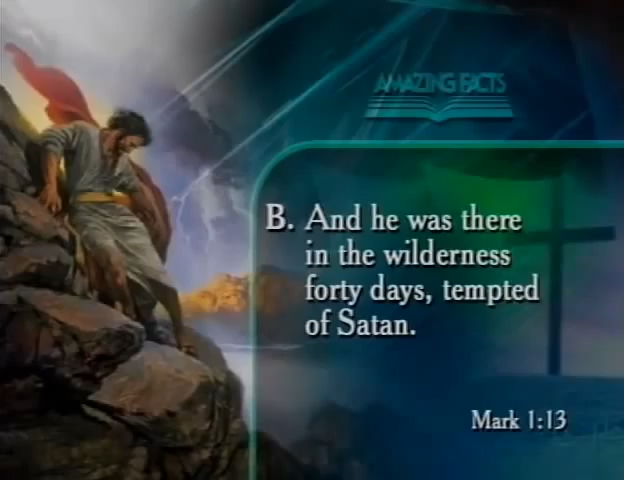 AMAZING FACTS
B. And he was there
in the wilderness
forty days, tempted
of Satan.
Mark 1:13